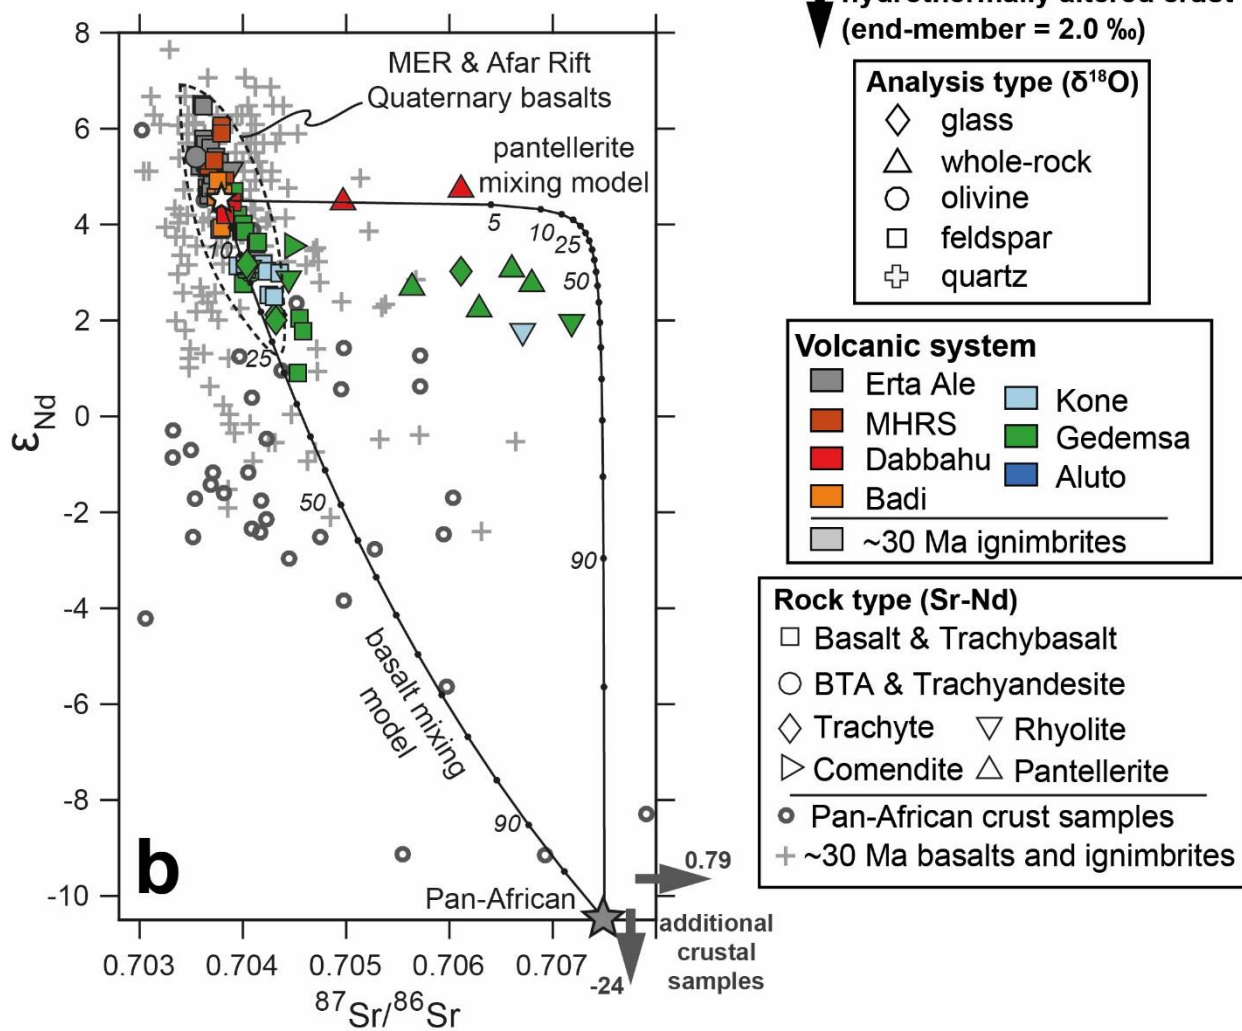 hydrothermally altered crust
(end-member = 2.0 ‰)
8
6
4
2
0
-2
-4
-6
-8
-10
εNd
MER & Afar Rift
Quaternary basalts
pantellerite
mixing model
5
10
25
50
90
10
25
50
90
basalt mixing
model
b
Pan-African
0.79
additional
crustal
samples
-24
0.703 0.704 0.705 0.706 0.707
87Sr/86Sr
Analysis type (δ18O)
glass
whole-rock
olivine
feldspar
quartz
Volcanic system
Erta Ale
MHRS
Dabbahu
Badi
Kone
Gedemsa
Aluto
~30 Ma ignimbrites
Rock type (Sr-Nd)
Basalt & Trachybasalt
BTA & Trachyandesite
Trachyte Rhyolite
Comendite Pantellerite
Pan-African crust samples
~30 Ma basalts and ignimbrites